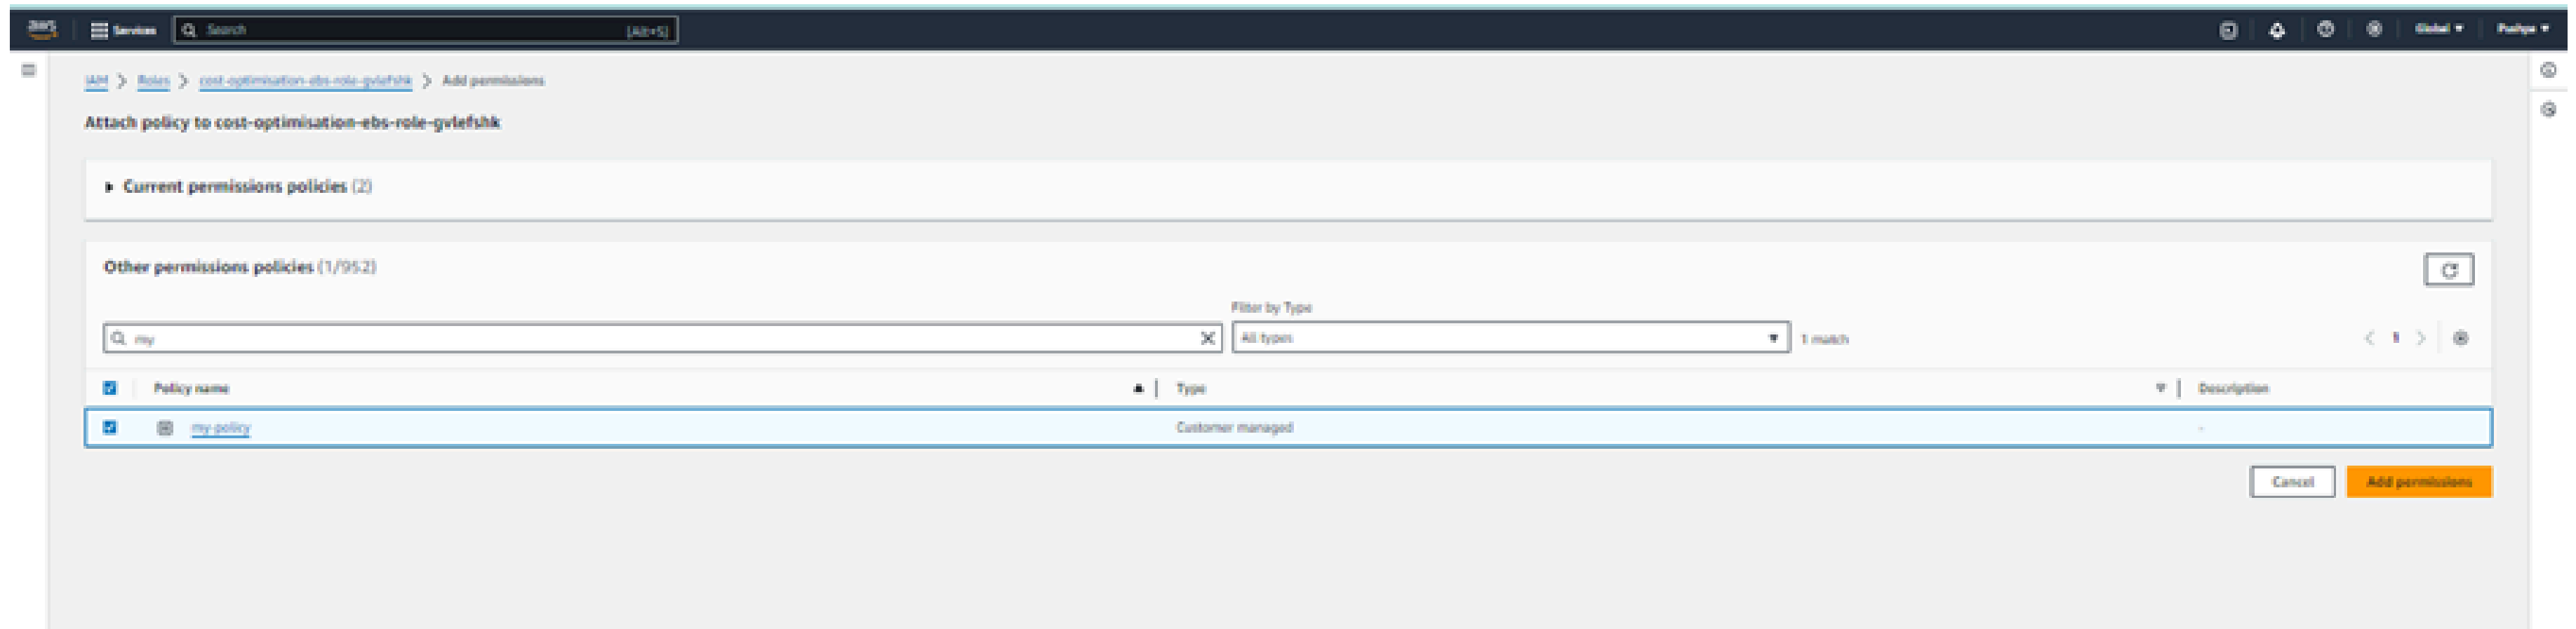 aws Services Search [Alt+S] Global Pushpa
IAM > Roles > cost-optimisation-ebs-role-gvlefshk > Add permissions
Attach policy to cost-optimisation-ebs-role-gvlefshk
Current permissions policies (2)
Other permissions policies (1/952)
Filter by Type
my All types 1 match 1
Policy name Type Description
my-policy Customer managed -
Cancel Add permissions